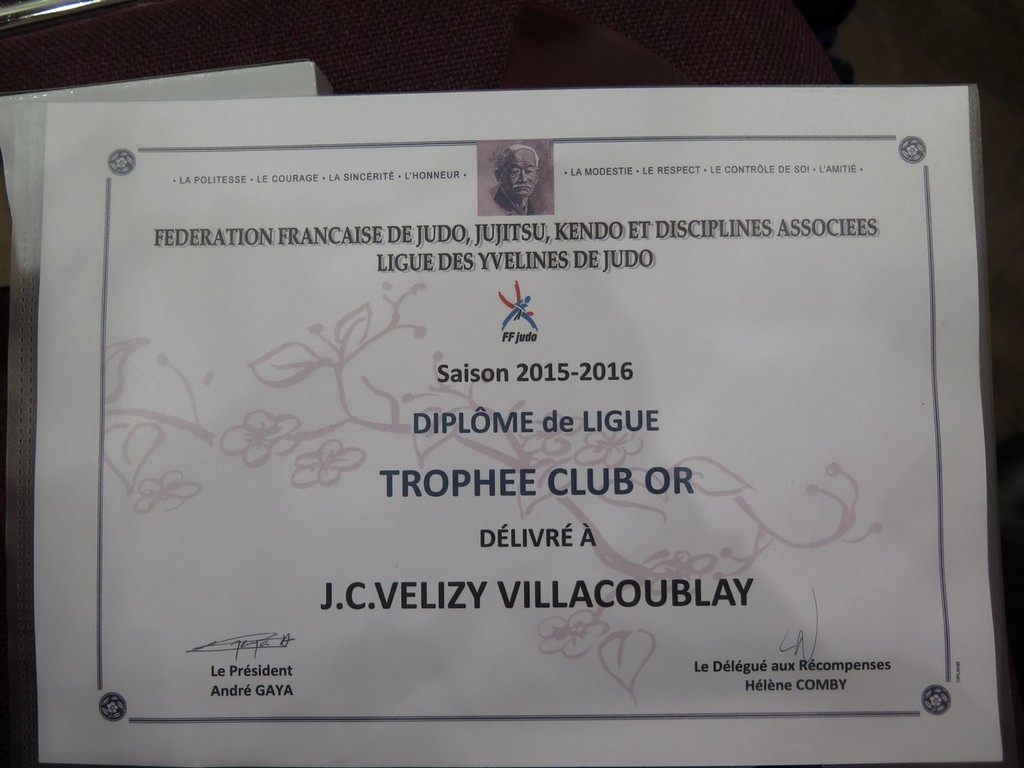 • LA POLITESSE • LE COURAGE • LA SINCÉRITÉ • L'HONNEUR •
• LA MODESTIE • LE RESPECT • LE CONTRÔLE DE SOI • L'AMITIÉ •
FEDERATION FRANCAISE DE JUDO, JUJITSU, KENDO ET DISCIPLINES ASSOCIEES
LIGUE DES YVELINES DE JUDO
FF judo
Saison 2015-2016
DIPLÔME de LIGUE
TROPHEE CLUB OR
DÉLIVRÉ À
J.C.VELIZY VILLACOUBLAY
Le Président
André GAYA
Le Délégué aux Récompenses
Hélène COMBY